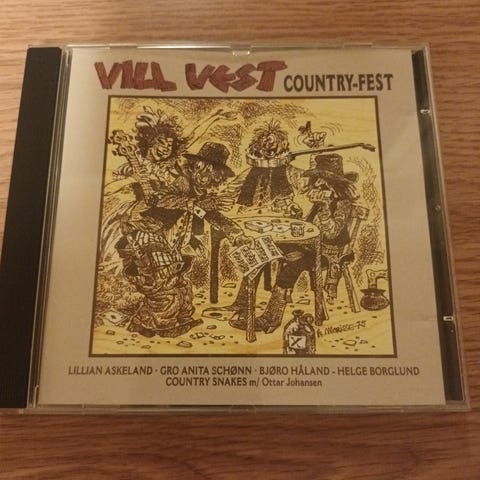 VILL VEST COUNTRY-FEST
LILLIAN ASKELAND · GRO ANITA SCHØNN · BJØRO HÅLAND - HELGE BORGLUND
COUNTRY SNAKES m/ Ottar Johansen